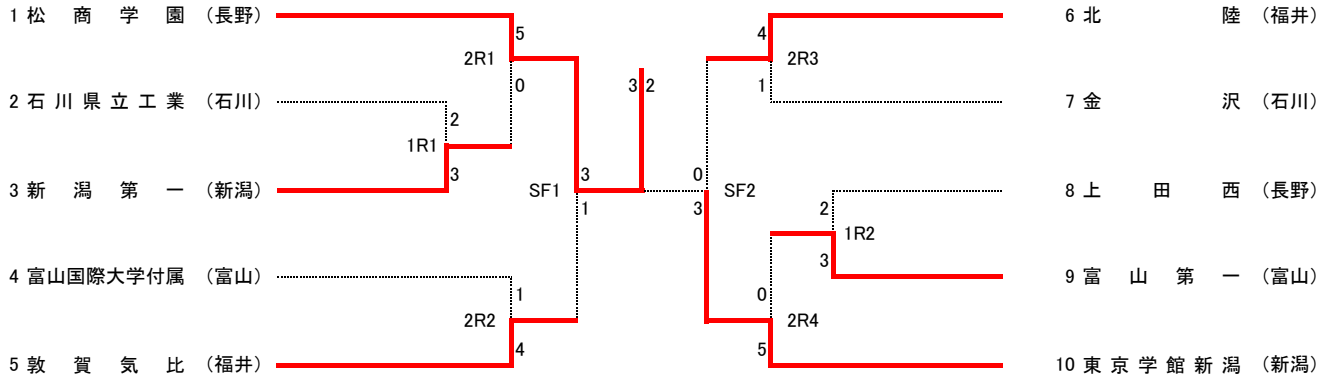 1 松商学園 (長野)
5
2R1
0
2 石川県立工業 (石川)
2
1R1
3
3 新潟第一 (新潟)
3
SF1
1
4 富山国際大学付属 (富山)
1
2R2
4
5 敦賀気比 (福井)
3 2
6 北陸 (福井)
4
2R3
1
7 金沢 (石川)
0
SF2
3
8 上田西 (長野)
2
1R2
3
9 富山第一 (富山)
0
2R4
5
10 東京学館新潟 (新潟)